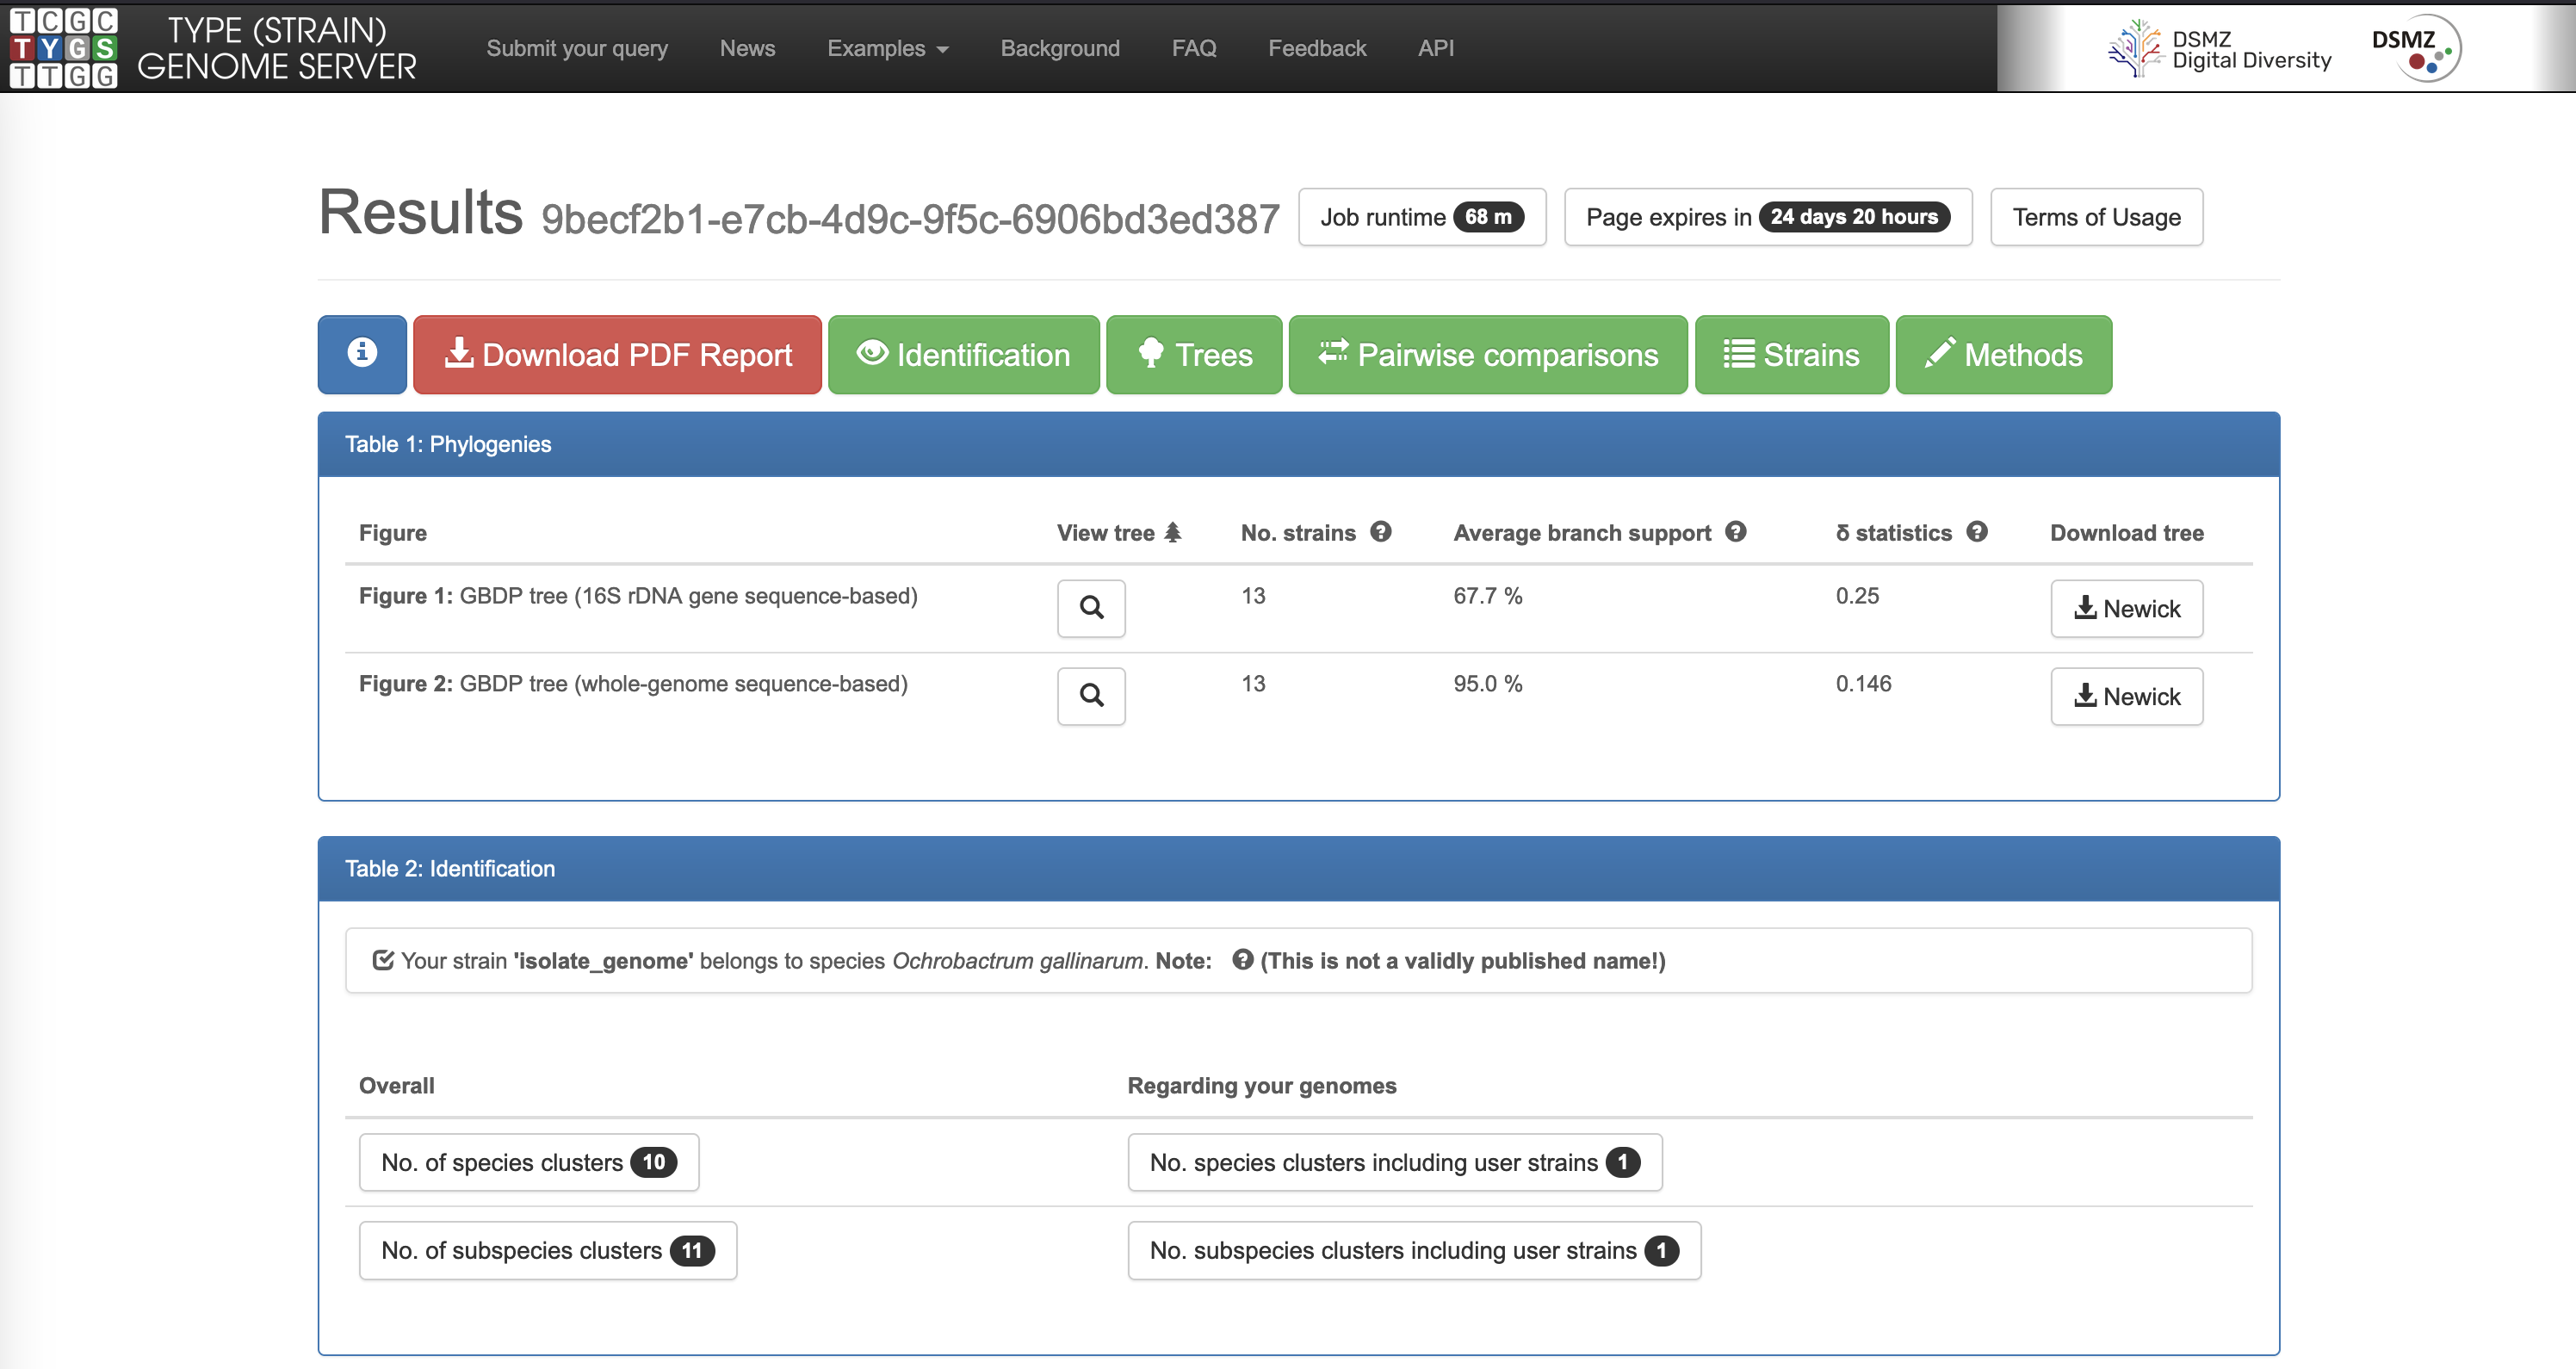 TCGC
TYGS
TTGG
TYPE (STRAIN)
GENOME SERVER
Submit your query News Examples Background FAQ Feedback API
DSMZ
Digital Diversity
DSMZ
Results 9becf2b1-e7cb-4d9c-9f5c-6906bd3ed387 Job runtime 68 m Page expires in 24 days 20 hours Terms of Usage
Download PDF Report Identification Trees Pairwise comparisons Strains Methods
Table 1: Phylogenies
Figure View tree No. strains Average branch support δ statistics Download tree
Figure 1: GBDP tree (16S rDNA gene sequence-based) 13 67.7 % 0.25 Newick
Figure 2: GBDP tree (whole-genome sequence-based) 13 95.0 % 0.146 Newick
Table 2: Identification
Your strain 'isolate_genome' belongs to species Ochrobactrum gallinarum. Note: (This is not a validly published name!)
Overall Regarding your genomes
No. of species clusters 10 No. species clusters including user strains 1
No. of subspecies clusters 11 No. subspecies clusters including user strains 1